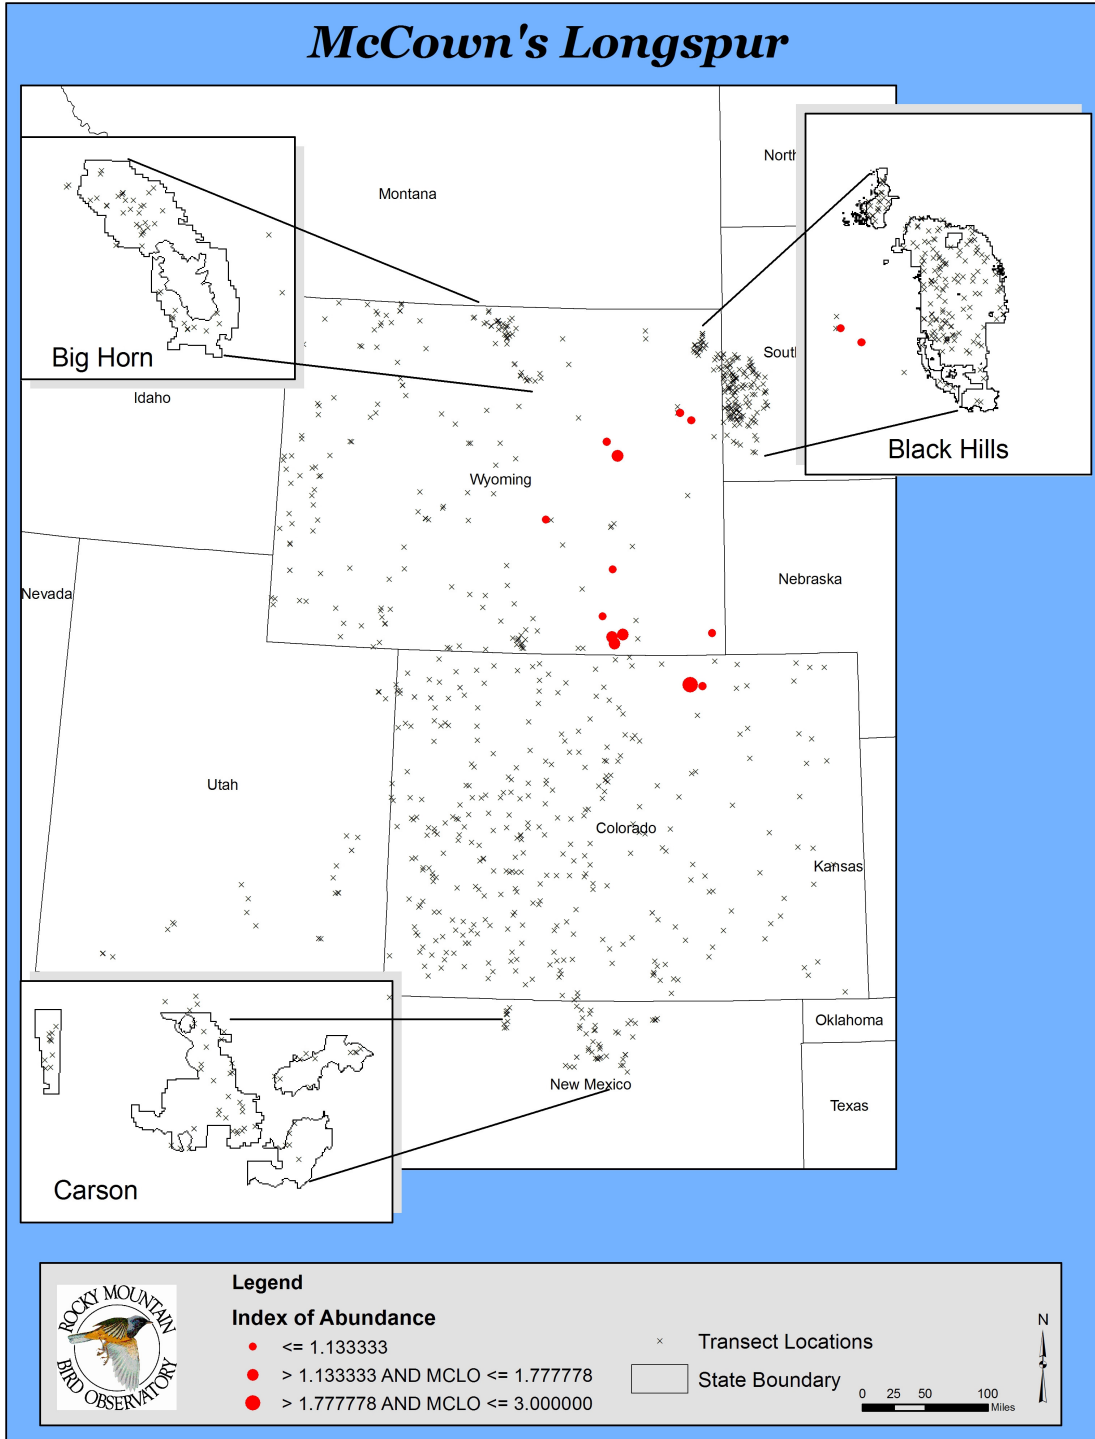 McCown's Longspur
Montana
North
Big Horn
Idaho
South
Black Hills
Wyoming
Nebraska
Nevada
Utah
Colorado
Kansas
Oklahoma
New Mexico
Texas
Carson
Legend
Index of Abundance
<= 1.133333
> 1.133333 AND MCLO <= 1.777778
> 1.777778 AND MCLO <= 3.000000
Transect Locations
State Boundary
N
0 25 50 100
Miles
ROCKY MOUNTAIN
BIRD OBSERVATORY